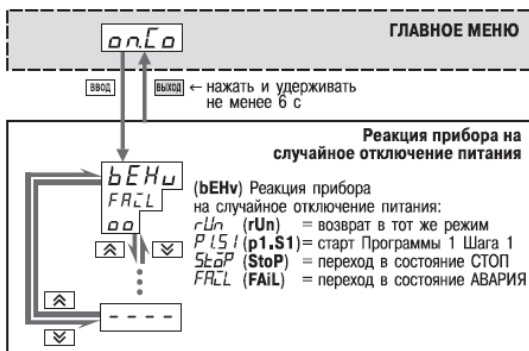 ГЛАВНОЕ МЕНЮ
on.Co
ввод
выход ← нажать и удерживать
не менее 6 с
Реакция прибора на
случайное отключение питания
bEHv
FAiL
oo
(bEHv) Реакция прибора
на случайное отключение питания:
rUn (rUn) = возврат в тот же режим
P1.S1 (p1.S1)= старт Программы 1 Шага 1
StoP (StoP) = переход в состояние СТОП
FAiL (FAiL) = переход в состояние АВАРИЯ
- - - -